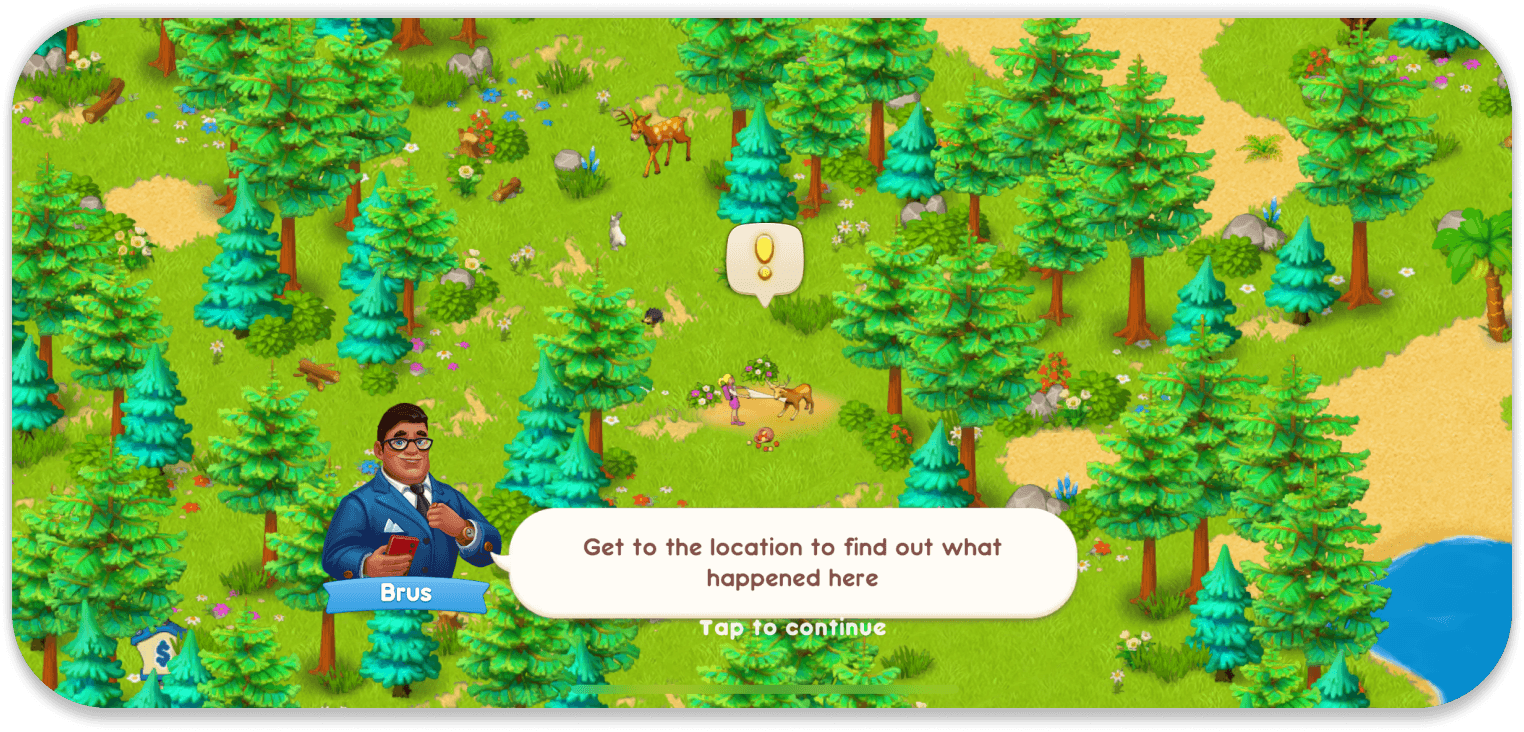 !
Get to the location to find out what
happened here
Brus
Tap to continue
$